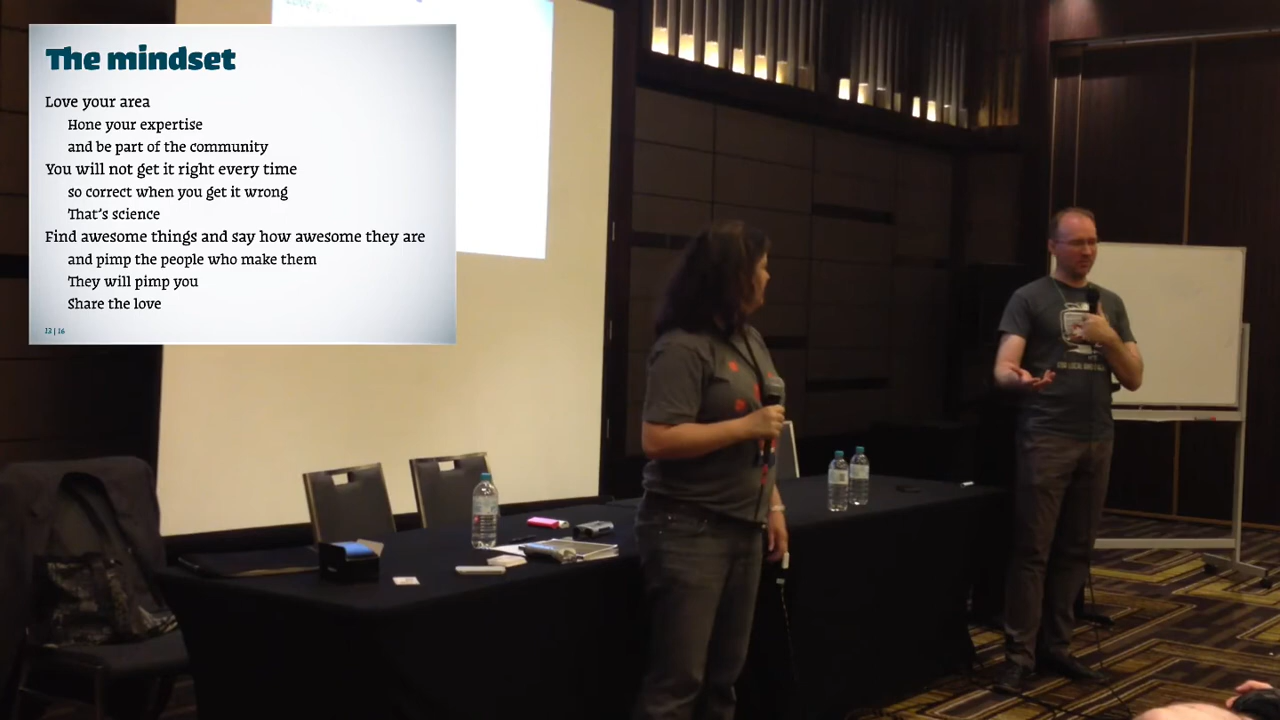 The mindset
Love your area
Hone your expertise
and be part of the community
You will not get it right every time
so correct when you get it wrong
That's science
Find awesome things and say how awesome they are
and pimp the people who make them
They will pimp you
Share the love
12 | 16